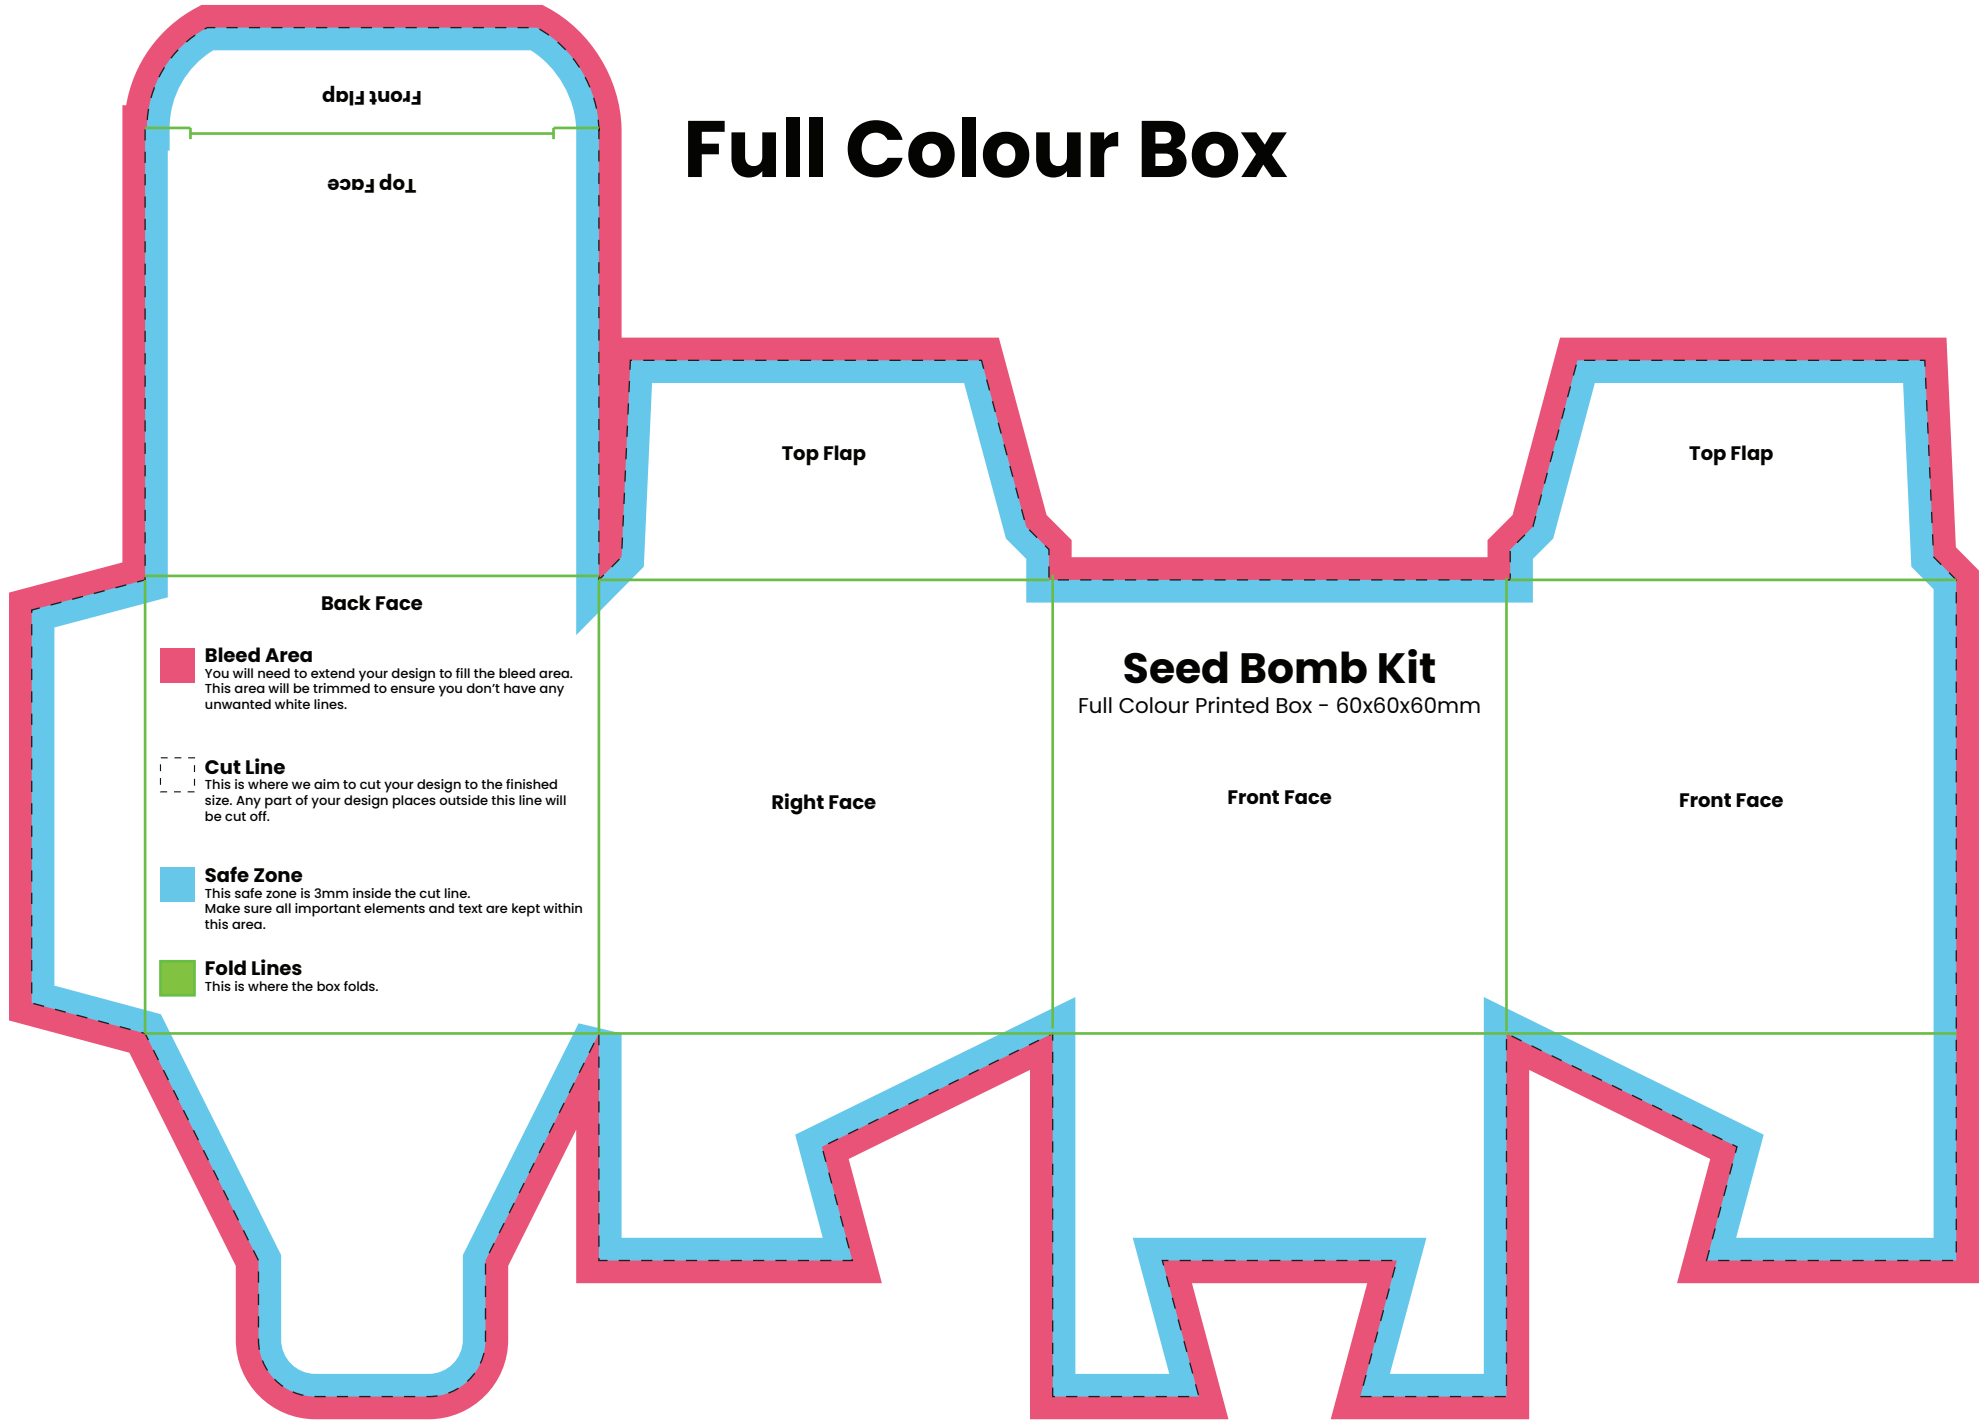 Front Flap
Full Colour Box
Top Face
Top Flap
Top Flap
Back Face
Bleed Area
You will need to extend your design to fill the bleed area.
This area will be trimmed to ensure you don’t have any
unwanted white lines.
Cut Line
This is where we aim to cut your design to the finished
size. Any part of your design places outside this line will
be cut off.
Safe Zone
This safe zone is 3mm inside the cut line.
Make sure all important elements and text are kept within
this area.
Fold Lines
This is where the box folds.
Right Face
Seed Bomb Kit
Full Colour Printed Box - 60x60x60mm
Front Face
Front Face